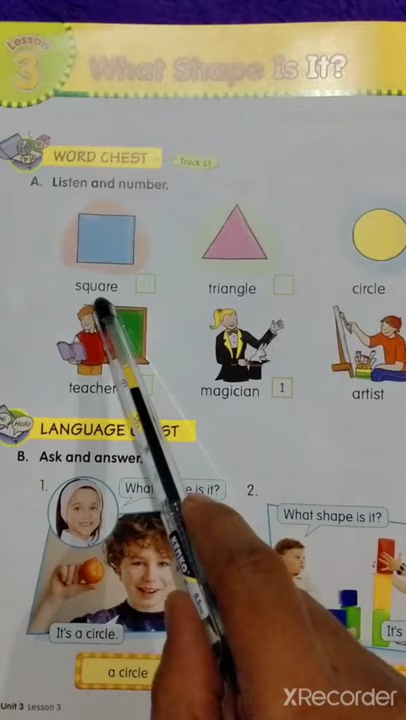 Lesson
3
What Shape Is It?
WORD CHEST
Track 31
A. Listen and number.
square
triangle
circle
teacher
magician 1
artist
Hello
LANGUAGE
B. Ask and answer.
1.
is it?
2.
What shape is it?
It's a circle.
It's
a circle
Unit 3 Lesson 3
XRecorder